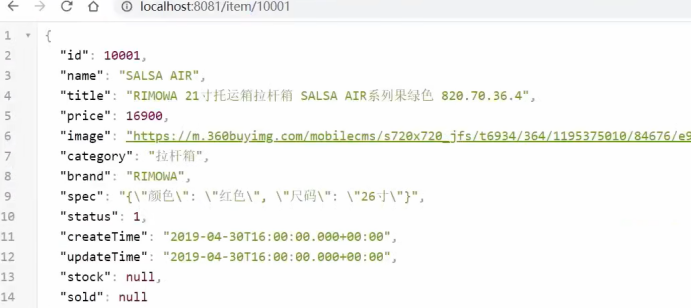 localhost:8081/item/10001
1 {
2 "id": 10001,
3 "name": "SALSA AIR",
4 "title": "RIMOWA 21寸托运箱拉杆箱 SALSA AIR系列果绿色 820.70.36.4",
5 "price": 16900,
6 "image": "https://m.360buyimg.com/mobilecms/s720x720_jfs/t6934/364/1195375010/84676/e9
7 "category": "拉杆箱",
8 "brand": "RIMOWA",
9 "spec": "{\"颜色\": \"红色\", \"尺码\": \"26寸\"}",
10 "status": 1,
11 "createTime": "2019-04-30T16:00:00.000+00:00",
12 "updateTime": "2019-04-30T16:00:00.000+00:00",
13 "stock": null,
14 "sold": null